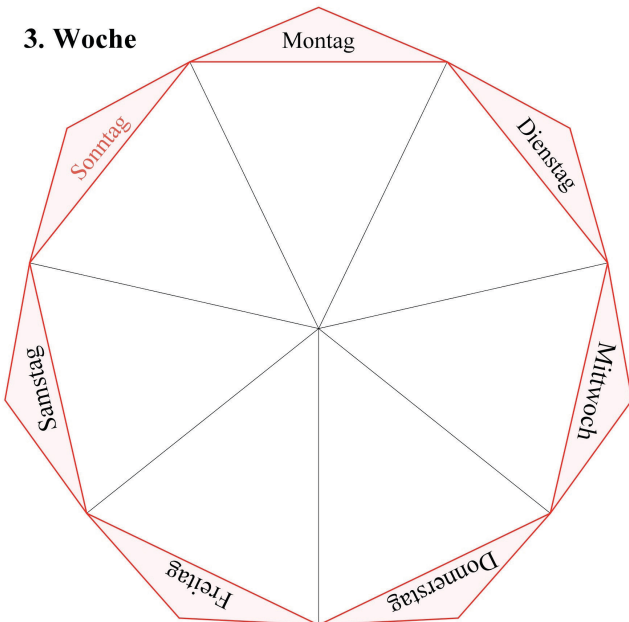 3. Woche
Montag
Dienstag
Mittwoch
Donnerstag
Freitag
Samstag
Sonntag